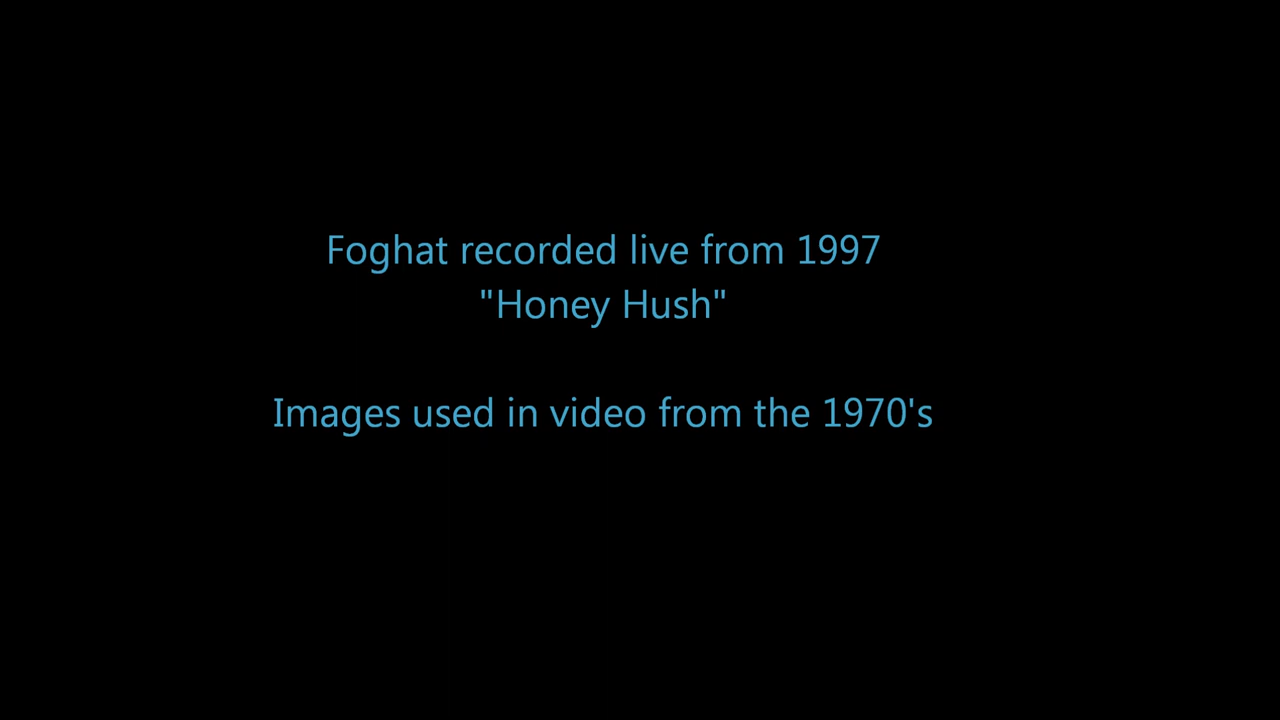 Foghat recorded live from 1997
"Honey Hush"
Images used in video from the 1970's